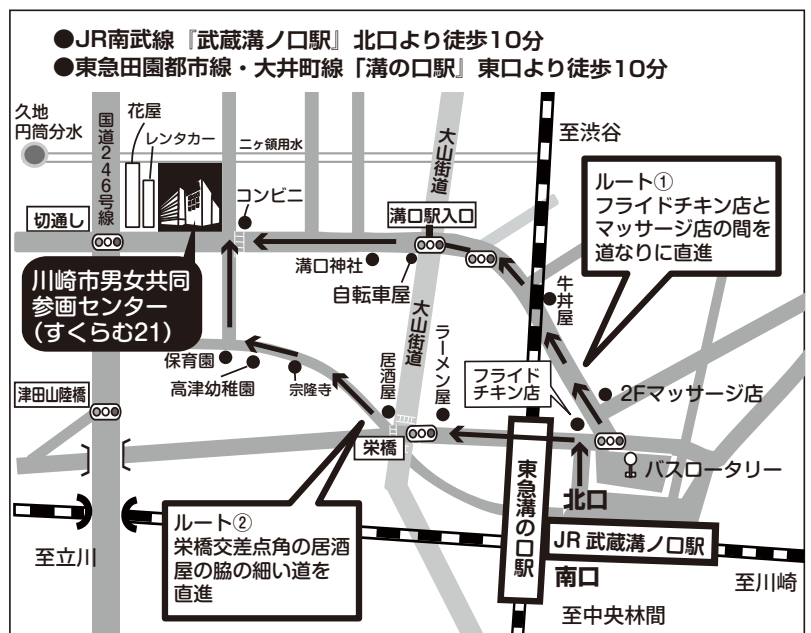 ●JR南武線『武蔵溝ノ口駅』北口より徒歩10分
●東急田園都市線・大井町線「溝の口駅」東口より徒歩10分
久地
円筒分水
国道246号線
花屋
レンタカー
二ヶ領用水
大山街道
至渋谷
コンビニ
切通し
溝口駅入口
ルート①
フライドチキン店と
マッサージ店の間を
道なりに直進
川崎市男女共同
参画センター
(すくらむ21)
溝口神社
自転車屋
牛丼屋
大山街道
保育園
高津幼稚園
宗隆寺
居酒屋
ラーメン屋
フライド
チキン店
2Fマッサージ店
津田山陸橋
栄橋
バスロータリー
東急溝の口駅
北口
ルート②
栄橋交差点角の居酒
屋の脇の細い道を
直進
JR 武蔵溝ノ口駅
南口
至立川
至川崎
至中央林間